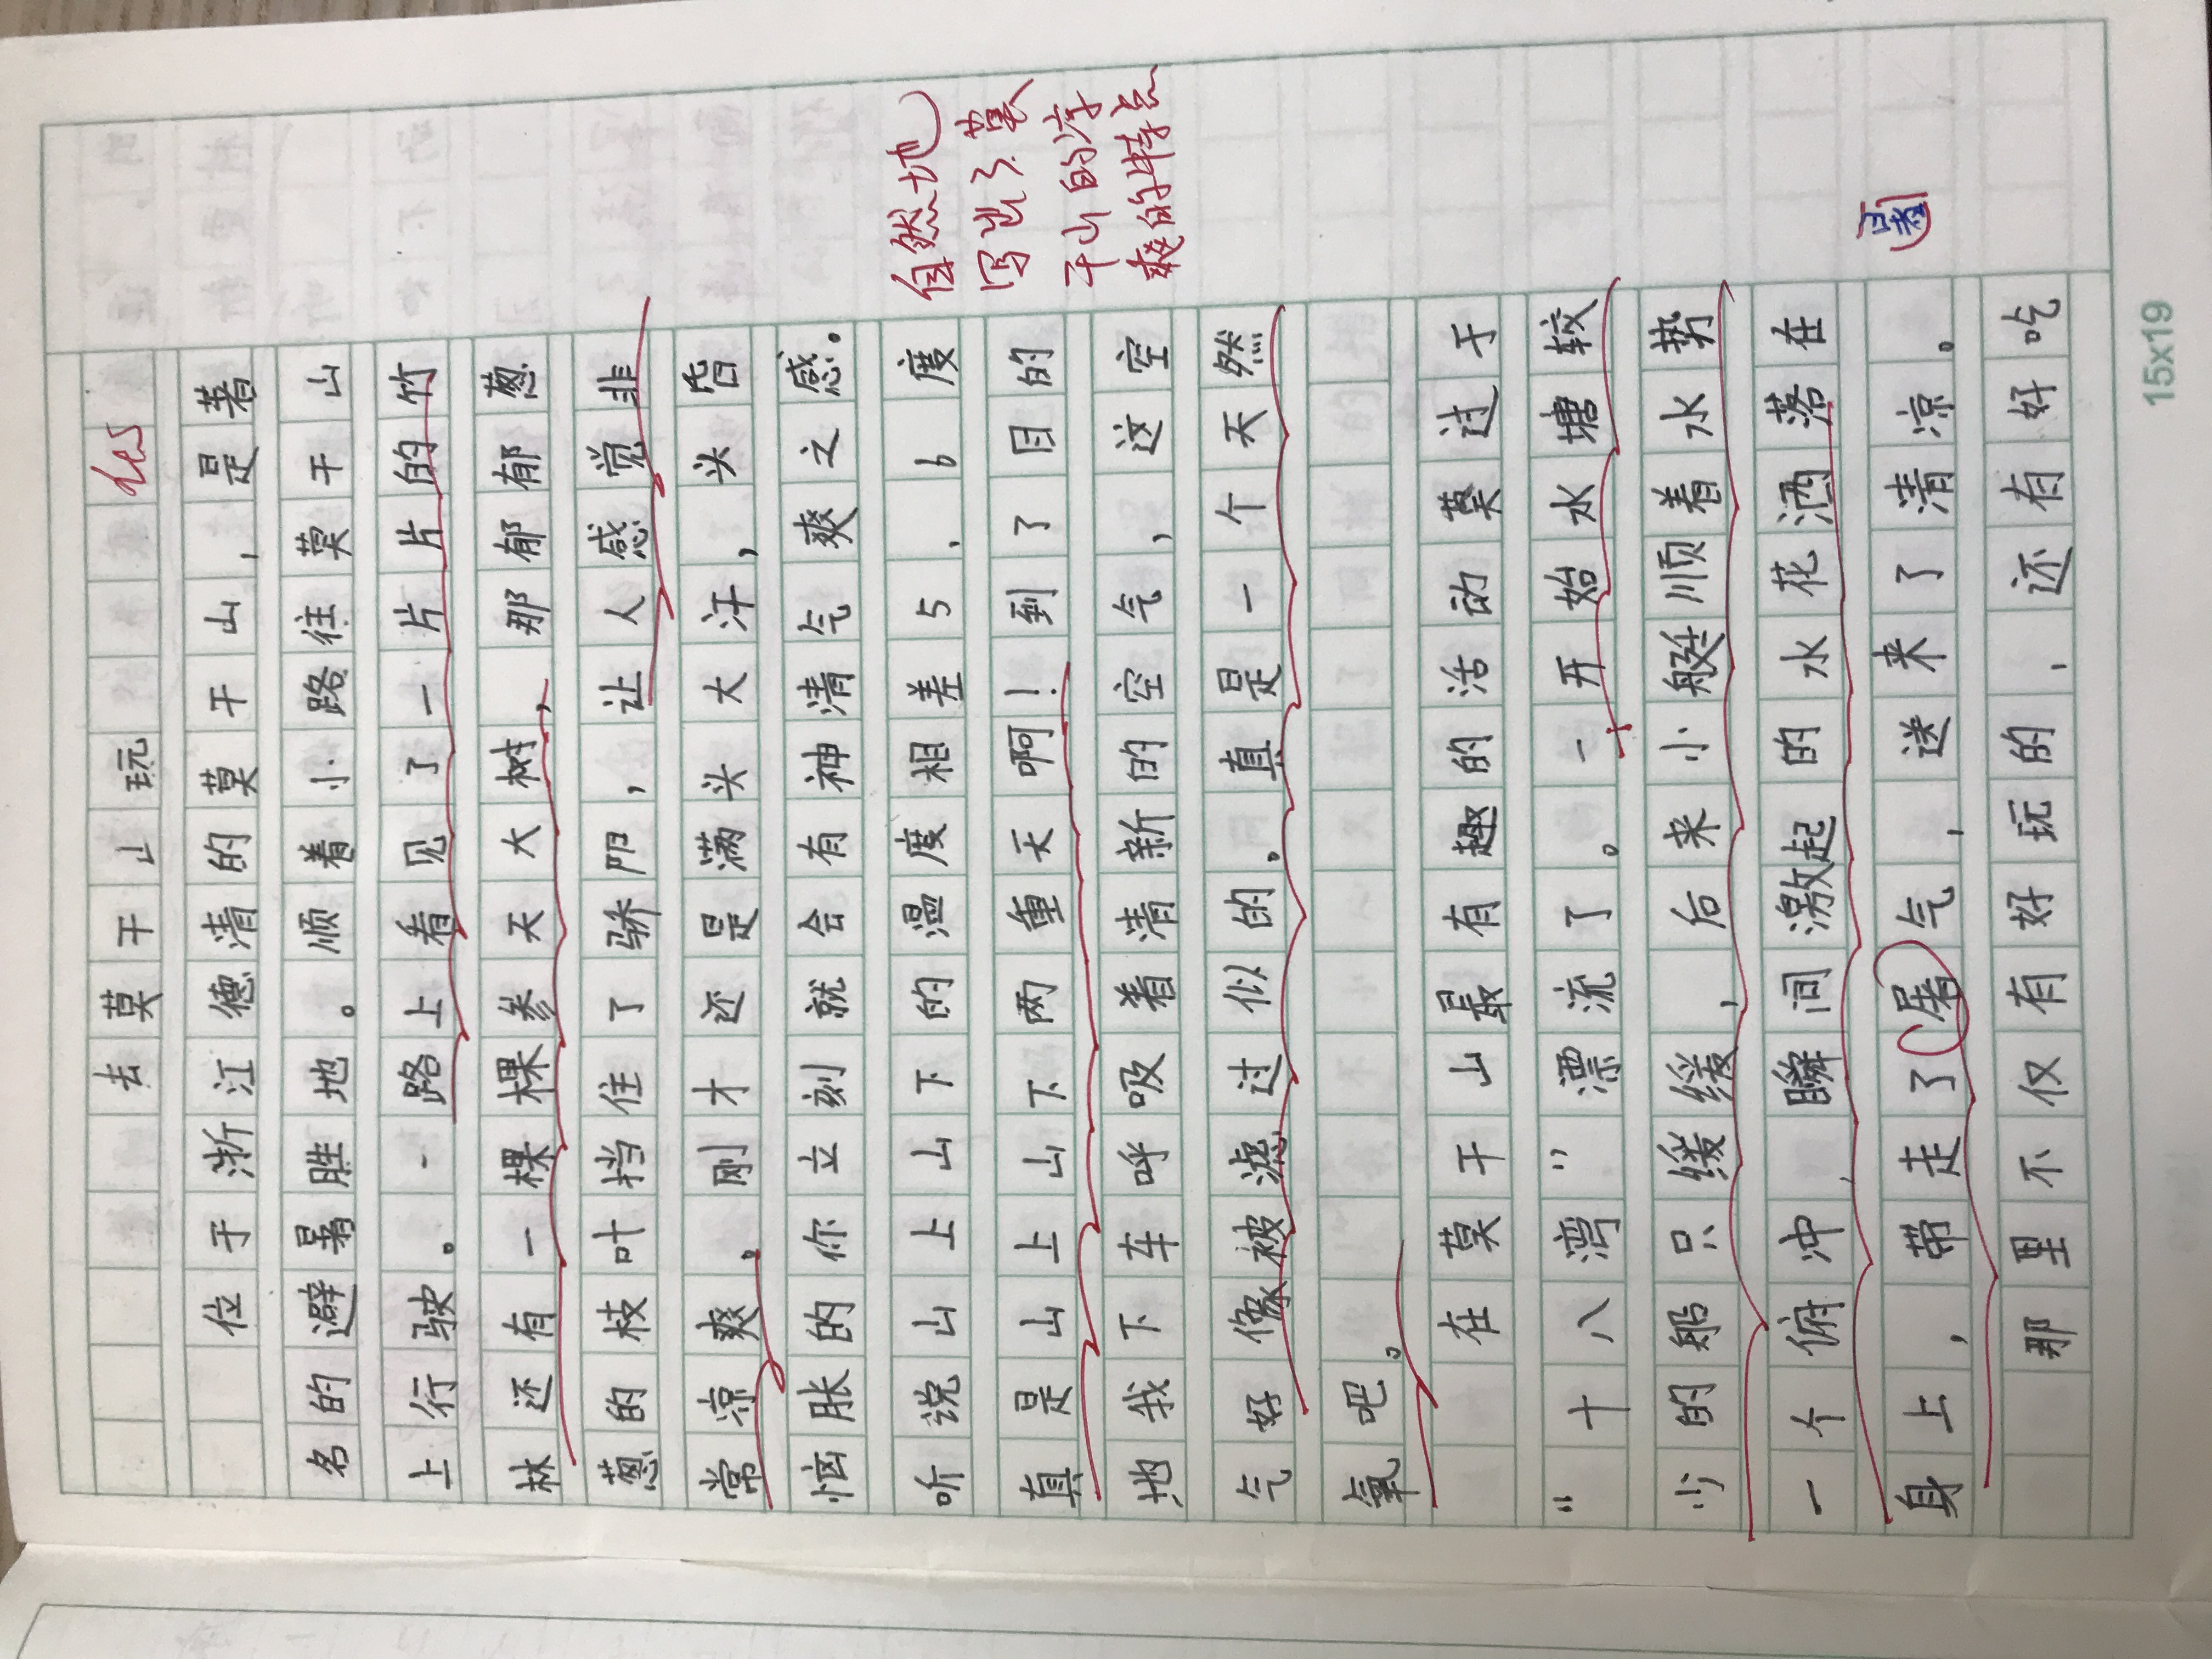 去莫干山玩
位于浙江德清的莫干山，是著
名的避暑胜地。顺着小路往莫干山
上行驶。一路上看见了一片片的竹
林还有一棵棵参天大树，那郁郁葱
葱的枝叶挡住了骄阳，让人感觉非
常凉爽。刚才还是满头大汗，头昏
恼胀的你立刻就会有神清气爽之感。
听说山上山下的温度相差5、6度
真是山上山下两重天啊！到了目的
地我下车呼吸着清新的空气，这空
气好像被滤过似的。真是一个天然
氧吧。
自然地
写出了莫
干山的凉
爽的特点
在莫干山最有趣的活动莫过于
“十八湾”漂流了。一开始水塘较
少的船只缓缓，后来小艇顺着水势
一个俯冲，瞬间激起的水花洒落在
身上，带走了屠气，送来了清凉。
暑
那里不仅有好玩的，还有好吃
15x19